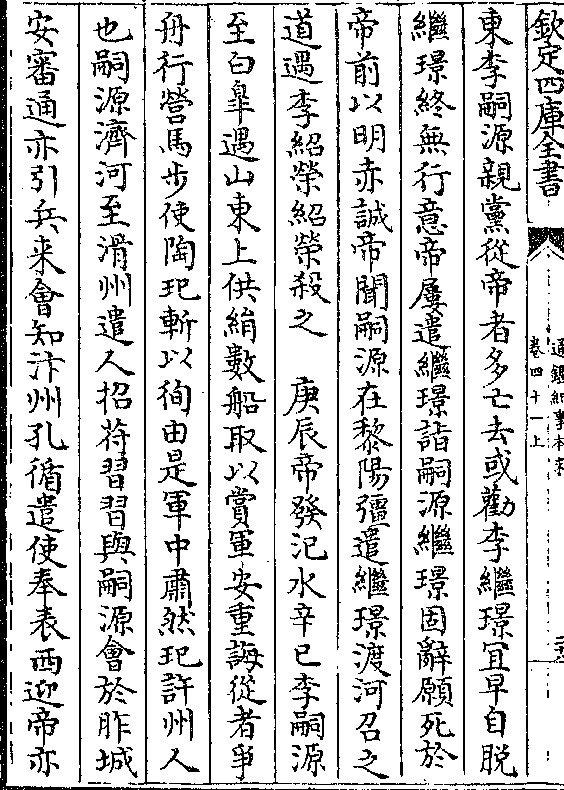 欽定四庫全書
通鑑紀事本末
卷四十一上
東李嗣源親黨從帝者多亡去或勸李繼璟宜早自脫
繼璟終無行意帝屢遣繼璟詣嗣源繼璟固辭願死於
帝前以明赤誠帝聞嗣源在黎陽彊遣繼璟渡河召之
道遇李紹榮紹榮殺之　庚辰帝發汜水辛巳李嗣源
至白臯遇山東上供絹數船取以賞軍安重誨從者爭
舟行營馬步使陶玘斬以徇由是軍中肅然玘許州人
也嗣源濟河至滑州遣人招苻習習與嗣源會於胙城
安審通亦引兵来會知汴州孔循遣使奉表西迎帝亦